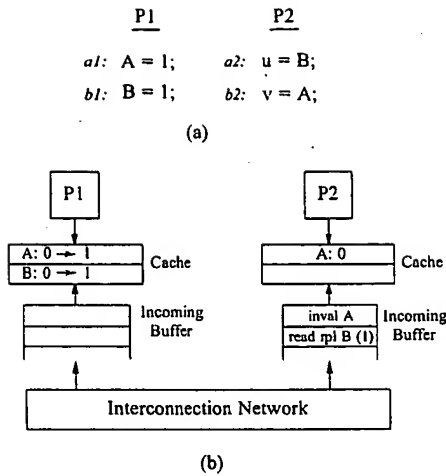 P1 P2
a1: A = 1; a2: u = B;
b1: B = 1; b2: v = A;
(a)
P1 P2
A: 0 → 1 A: 0
Cache Cache
B: 0 → 1
Incoming Buffer inval A Incoming Buffer
read rpl B (1)
Interconnection Network
(b)